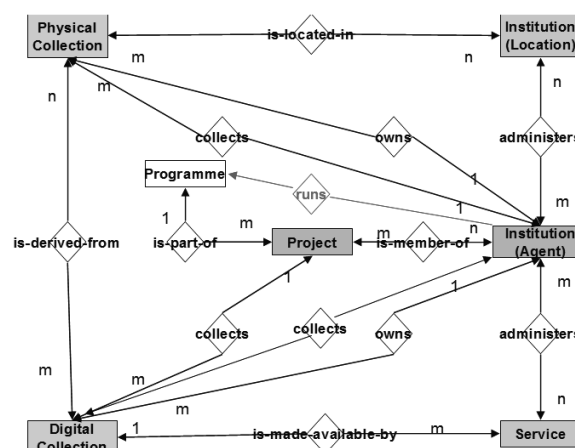 Physical
Collection
is-located-in
Institution
(Location)
m
n
n
m
m
n
collects
owns
administers
Programme
runs
1
1
m
1
m
m
n
is-derived-from
is-part-of
Project
is-member-of
Institution
(Agent)
1
1
m
collects
collects
owns
administers
m
m
m
n
Digital
Collection
1
is-made-available-by
m
Service